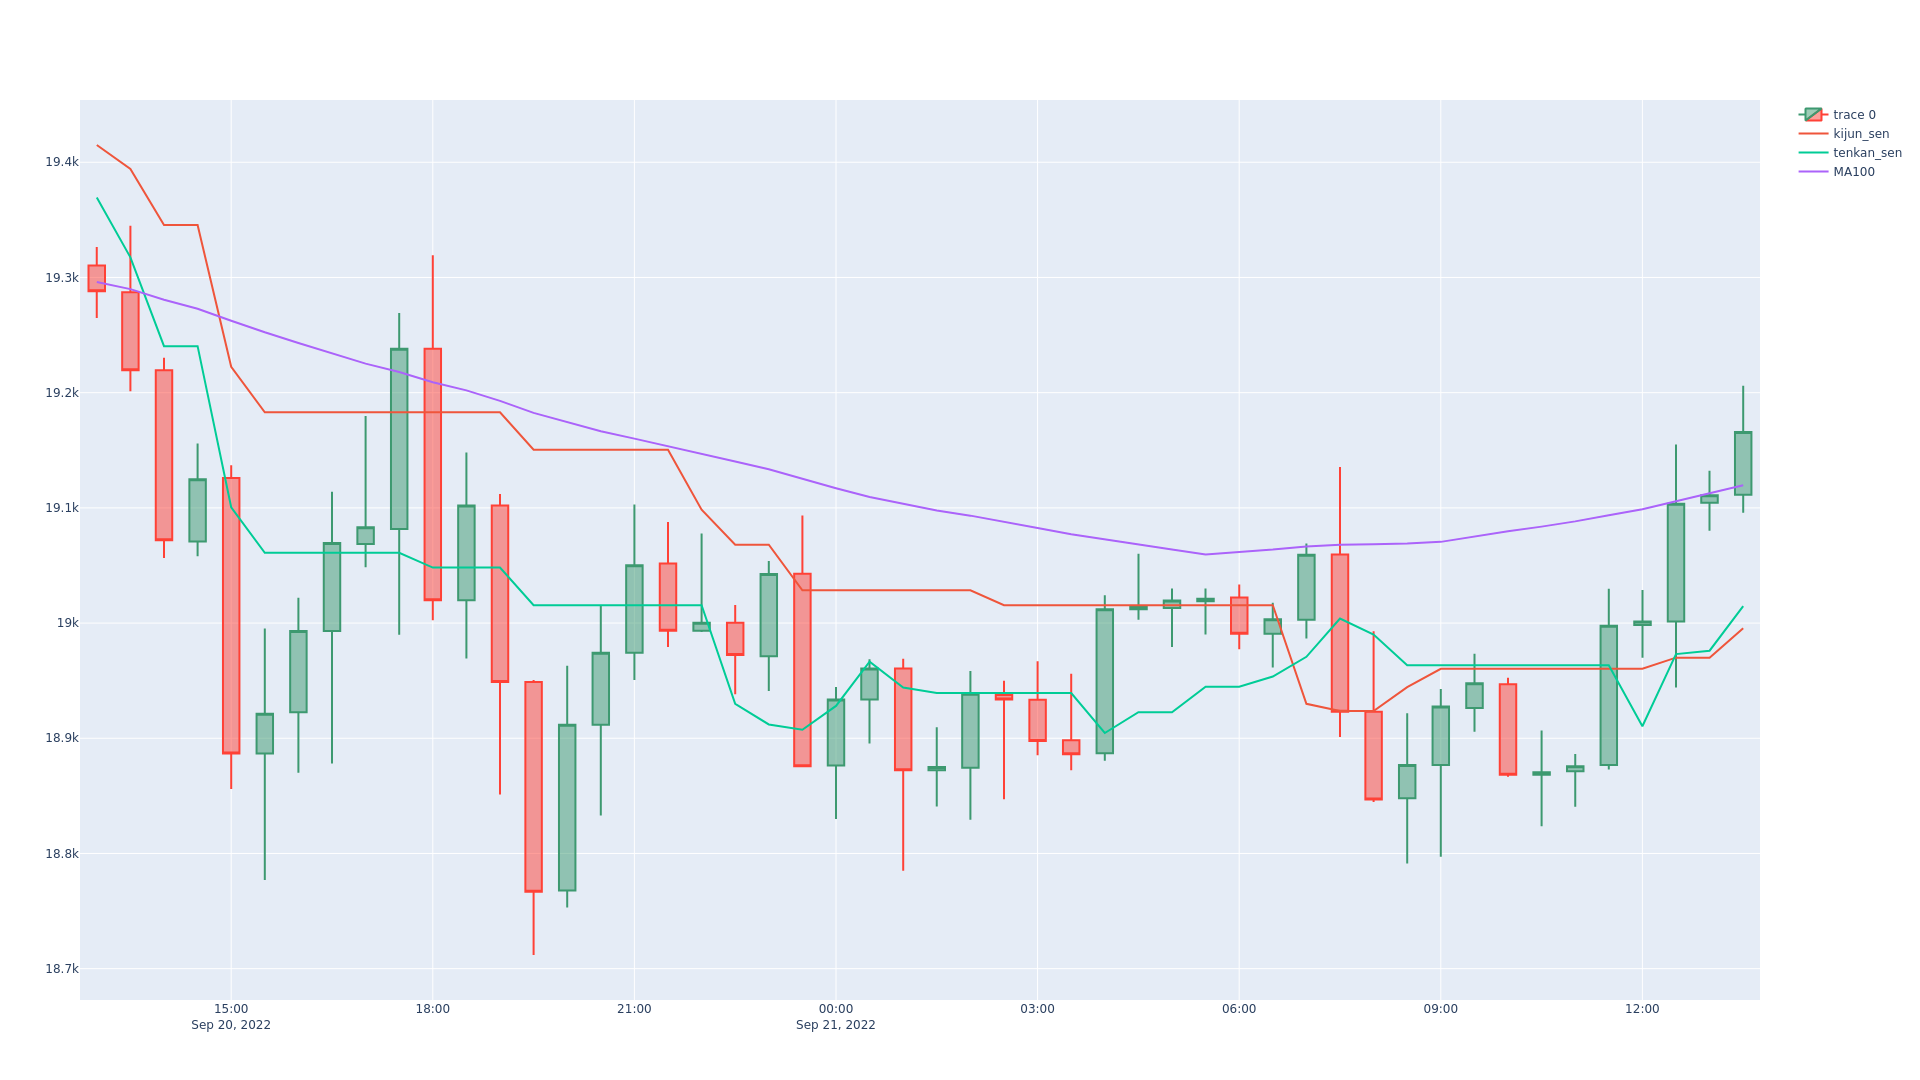 trace 0
kijun_sen
tenkan_sen
MA100
19.4k
19.3k
19.2k
19.1k
19k
18.9k
18.8k
18.7k
15:00 18:00 21:00 00:00 03:00 06:00 09:00 12:00
Sep 20, 2022 Sep 21, 2022